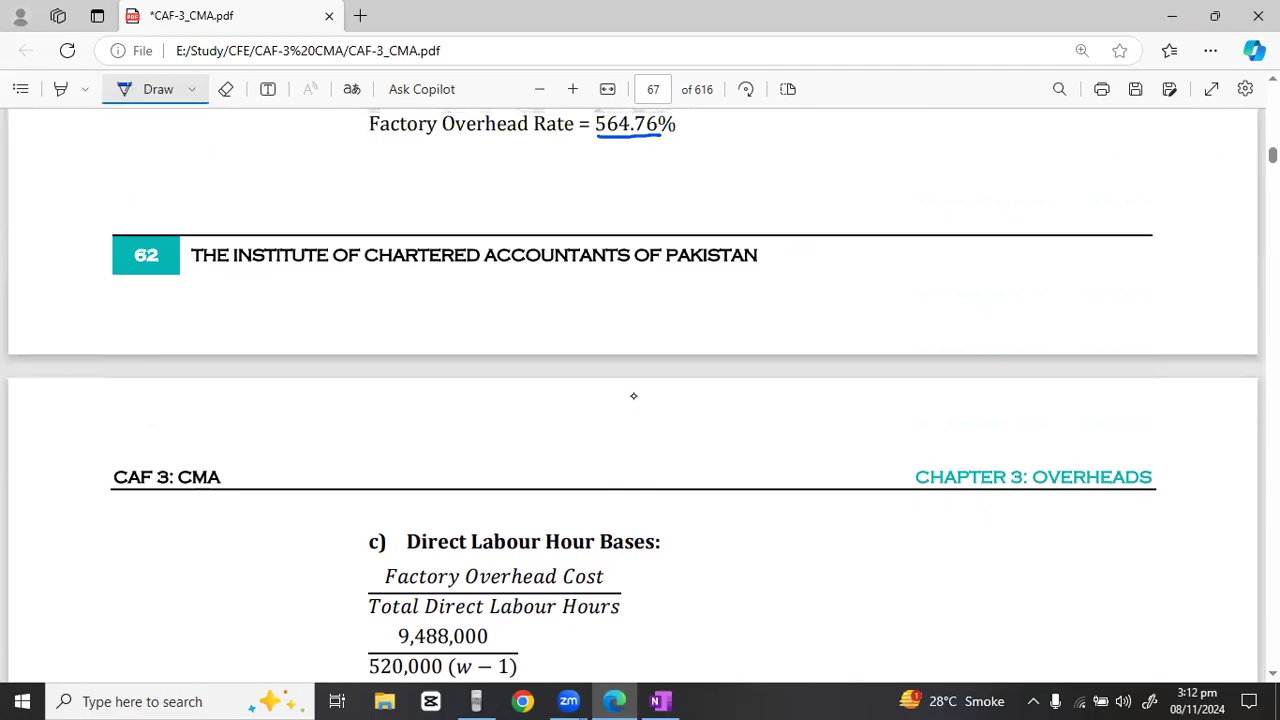 *CAF-3_CMA.pdf
File
E:/Study/CFE/CAF-3%20CMA/CAF-3_CMA.pdf
Draw
Ask Copilot
67 of 616
Factory Overhead Rate = 564.76%
62 THE INSTITUTE OF CHARTERED ACCOUNTANTS OF PAKISTAN
CAF 3: CMA
CHAPTER 3: OVERHEADS
c) Direct Labour Hour Bases:
Factory Overhead Cost
Total Direct Labour Hours
9,488,000
520,000 (w − 1)
Type here to search
28°C Smoke
3:12 pm
08/11/2024